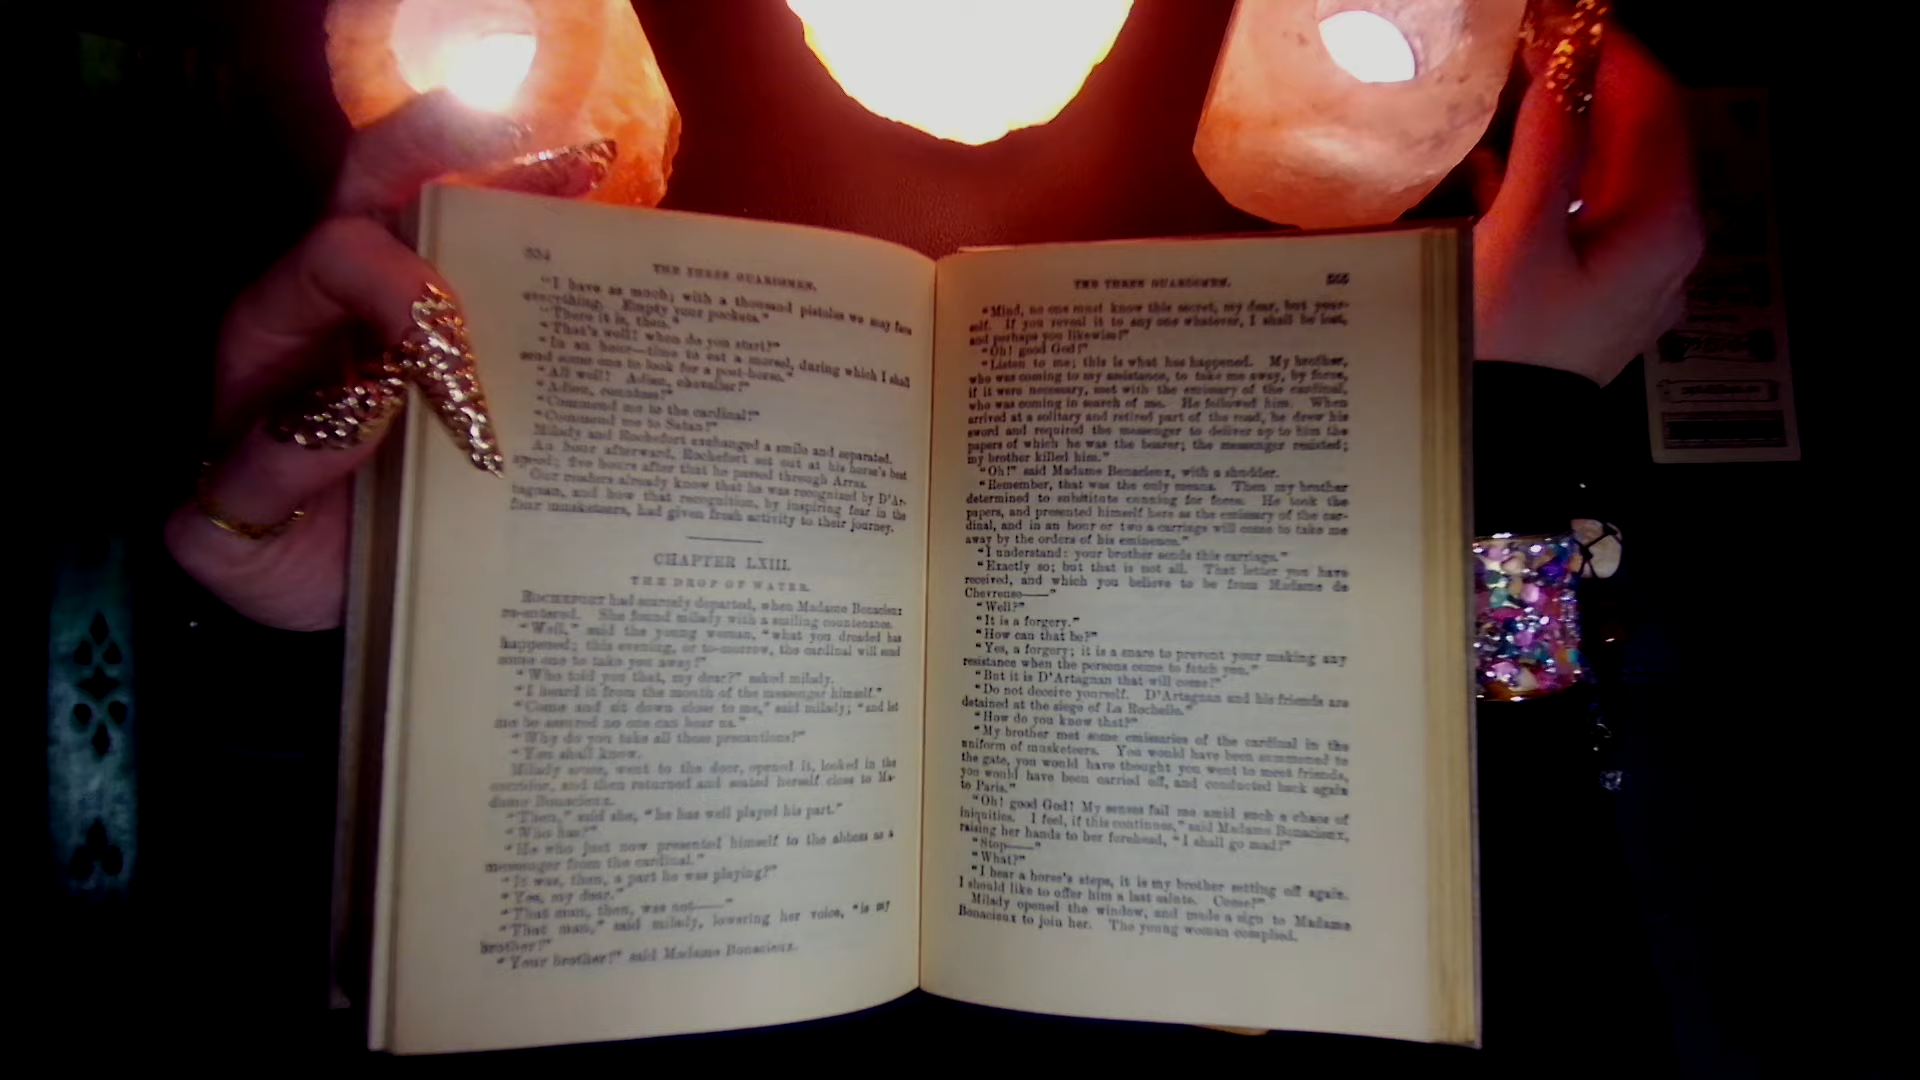 554
THE THREE GUARDSMEN.
"I have as much; with a thousand pistoles we may face
everything. Empty your pockets."
"There it is, then."
"That's well! when do you start?"
"In an hour—time to eat a morsel, during which I shall
send some one to look for a post-horse."
"All well! Adieu, chevalier!"
"Adieu, countess!"
"Commend me to the cardinal!"
"Commend me to Satan!"
Milady and Rochefort exchanged a smile and separated.
An hour afterward, Rochefort set out at his horse's best
speed; five hours after that he passed through Arras.
Our readers already know that he was recognized by D'Ar-
tagnan, and how that recognition, by inspiring fear in the
four musketeers, had given fresh activity to their journey.
CHAPTER LXIII.
THE DROP OF WATER.
ROCHEFORT had scarcely departed, when Madame Bonacieux
re-entered. She found milady with a smiling countenance.
"Well," said the young woman, "what you dreaded has
happened; this evening, or to-morrow, the cardinal will send
some one to take you away!"
"Who told you that, my dear?" asked milady.
"I heard it from the mouth of the messenger himself."
"Come and sit down close to me," said milady; "and let
me be assured no one can hear us."
"Why do you take all these precautions?"
"You shall know.
Milady arose, went to the door, opened it, looked in the
corridor, and then returned and seated herself close to Ma-
dame Bonacieux.
"Then," said she, "he has well played his part."
"Who has?"
"He who just now presented himself to the abbess as a
messenger from the cardinal."
"It was, then, a part he was playing?"
"Yes, my dear."
"That man, then, was not——"
"That man," said milady, lowering her voice, "is my
brother!"
"Your brother!" said Madame Bonacieux.
THE THREE GUARDSMEN.
555
"Mind, no one must know this secret, my dear, but your-
self. If you reveal it to any one whatever, I shall be lost,
and perhaps you likewise!"
"Oh! good God!"
"Listen to me; this is what has happened. My brother,
who was coming to my assistance, to take me away, by force,
if it were necessary, met with the emissary of the cardinal,
who was coming in search of me. He followed him. When
arrived at a solitary and retired part of the road, he drew his
sword and required the messenger to deliver up to him the
papers of which he was the bearer; the messenger resisted;
my brother killed him."
"Oh!" said Madame Bonacieux, with a shudder.
"Remember, that was the only means. Then my brother
determined to substitute cunning for force. He took the
papers, and presented himself here as the emissary of the car-
dinal, and in an hour or two a carriage will come to take me
away by the orders of his eminence."
"I understand: your brother sends this carriage."
"Exactly so; but that is not all. That letter you have
received, and which you believe to be from Madame de
Chevreuse——"
"Well?"
"It is a forgery."
"How can that be?"
"Yes, a forgery; it is a snare to prevent your making any
resistance when the persons come to fetch you."
"But it is D'Artagnan that will come!"
"Do not deceive yourself. D'Artagnan and his friends are
detained at the siege of La Rochelle."
"How do you know that?"
"My brother met some emissaries of the cardinal in the
uniform of musketeers. You would have been summoned to
the gate, you would have thought you went to meet friends,
you would have been carried off, and conducted back again
to Paris."
"Oh! good God! My senses fail me amid such a chaos of
iniquities. I feel, if this continues," said Madame Bonacieux,
raising her hands to her forehead, "I shall go mad!"
"Stop——"
"What?"
"I hear a horse's steps, it is my brother setting off again.
I should like to offer him a last salute. Come!"
Milady opened the window, and made a sign to Madame
Bonacieux to join her. The young woman complied.